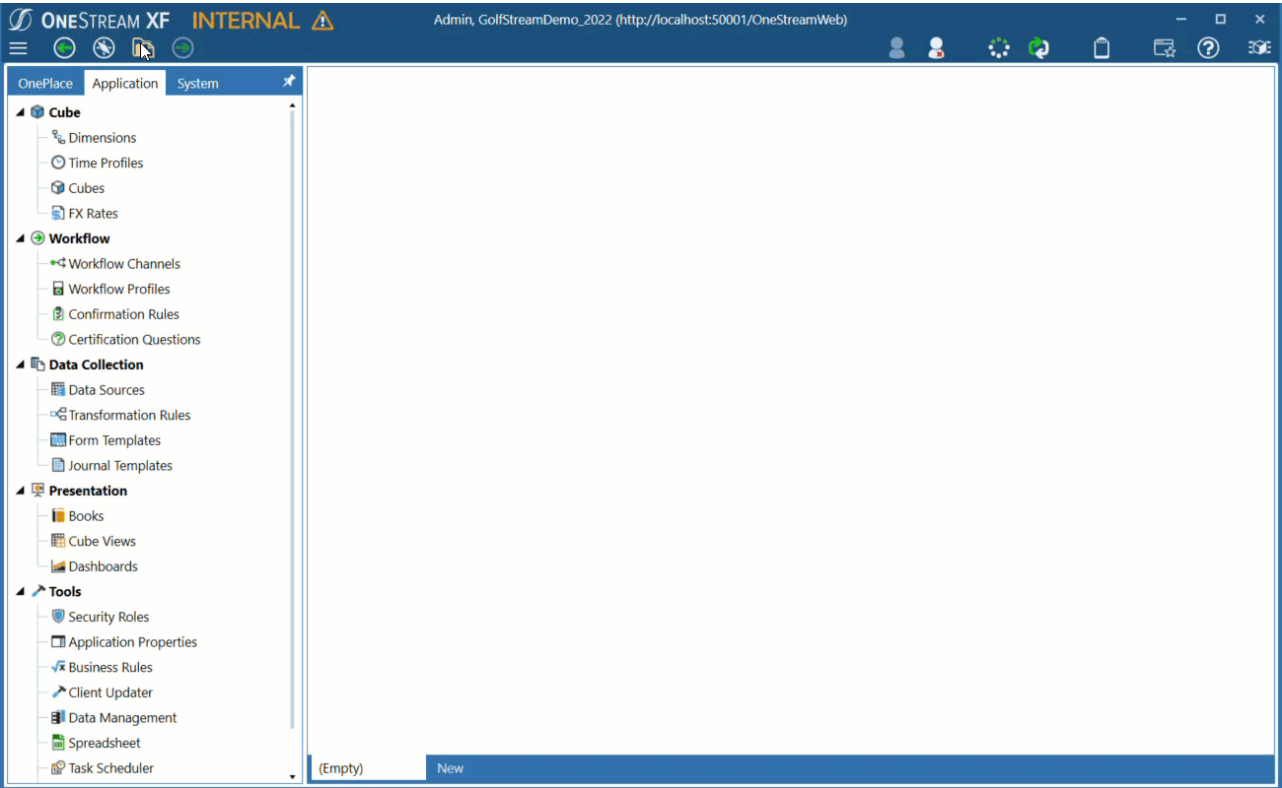 ONESTREAM XF INTERNAL
Admin, GolfStreamDemo_2022 (http://localhost:50001/OneStreamWeb)
OnePlace Application System
Cube
Dimensions
Time Profiles
Cubes
FX Rates
Workflow
Workflow Channels
Workflow Profiles
Confirmation Rules
Certification Questions
Data Collection
Data Sources
Transformation Rules
Form Templates
Journal Templates
Presentation
Books
Cube Views
Dashboards
Tools
Security Roles
Application Properties
Business Rules
Client Updater
Data Management
Spreadsheet
Task Scheduler
(Empty) New